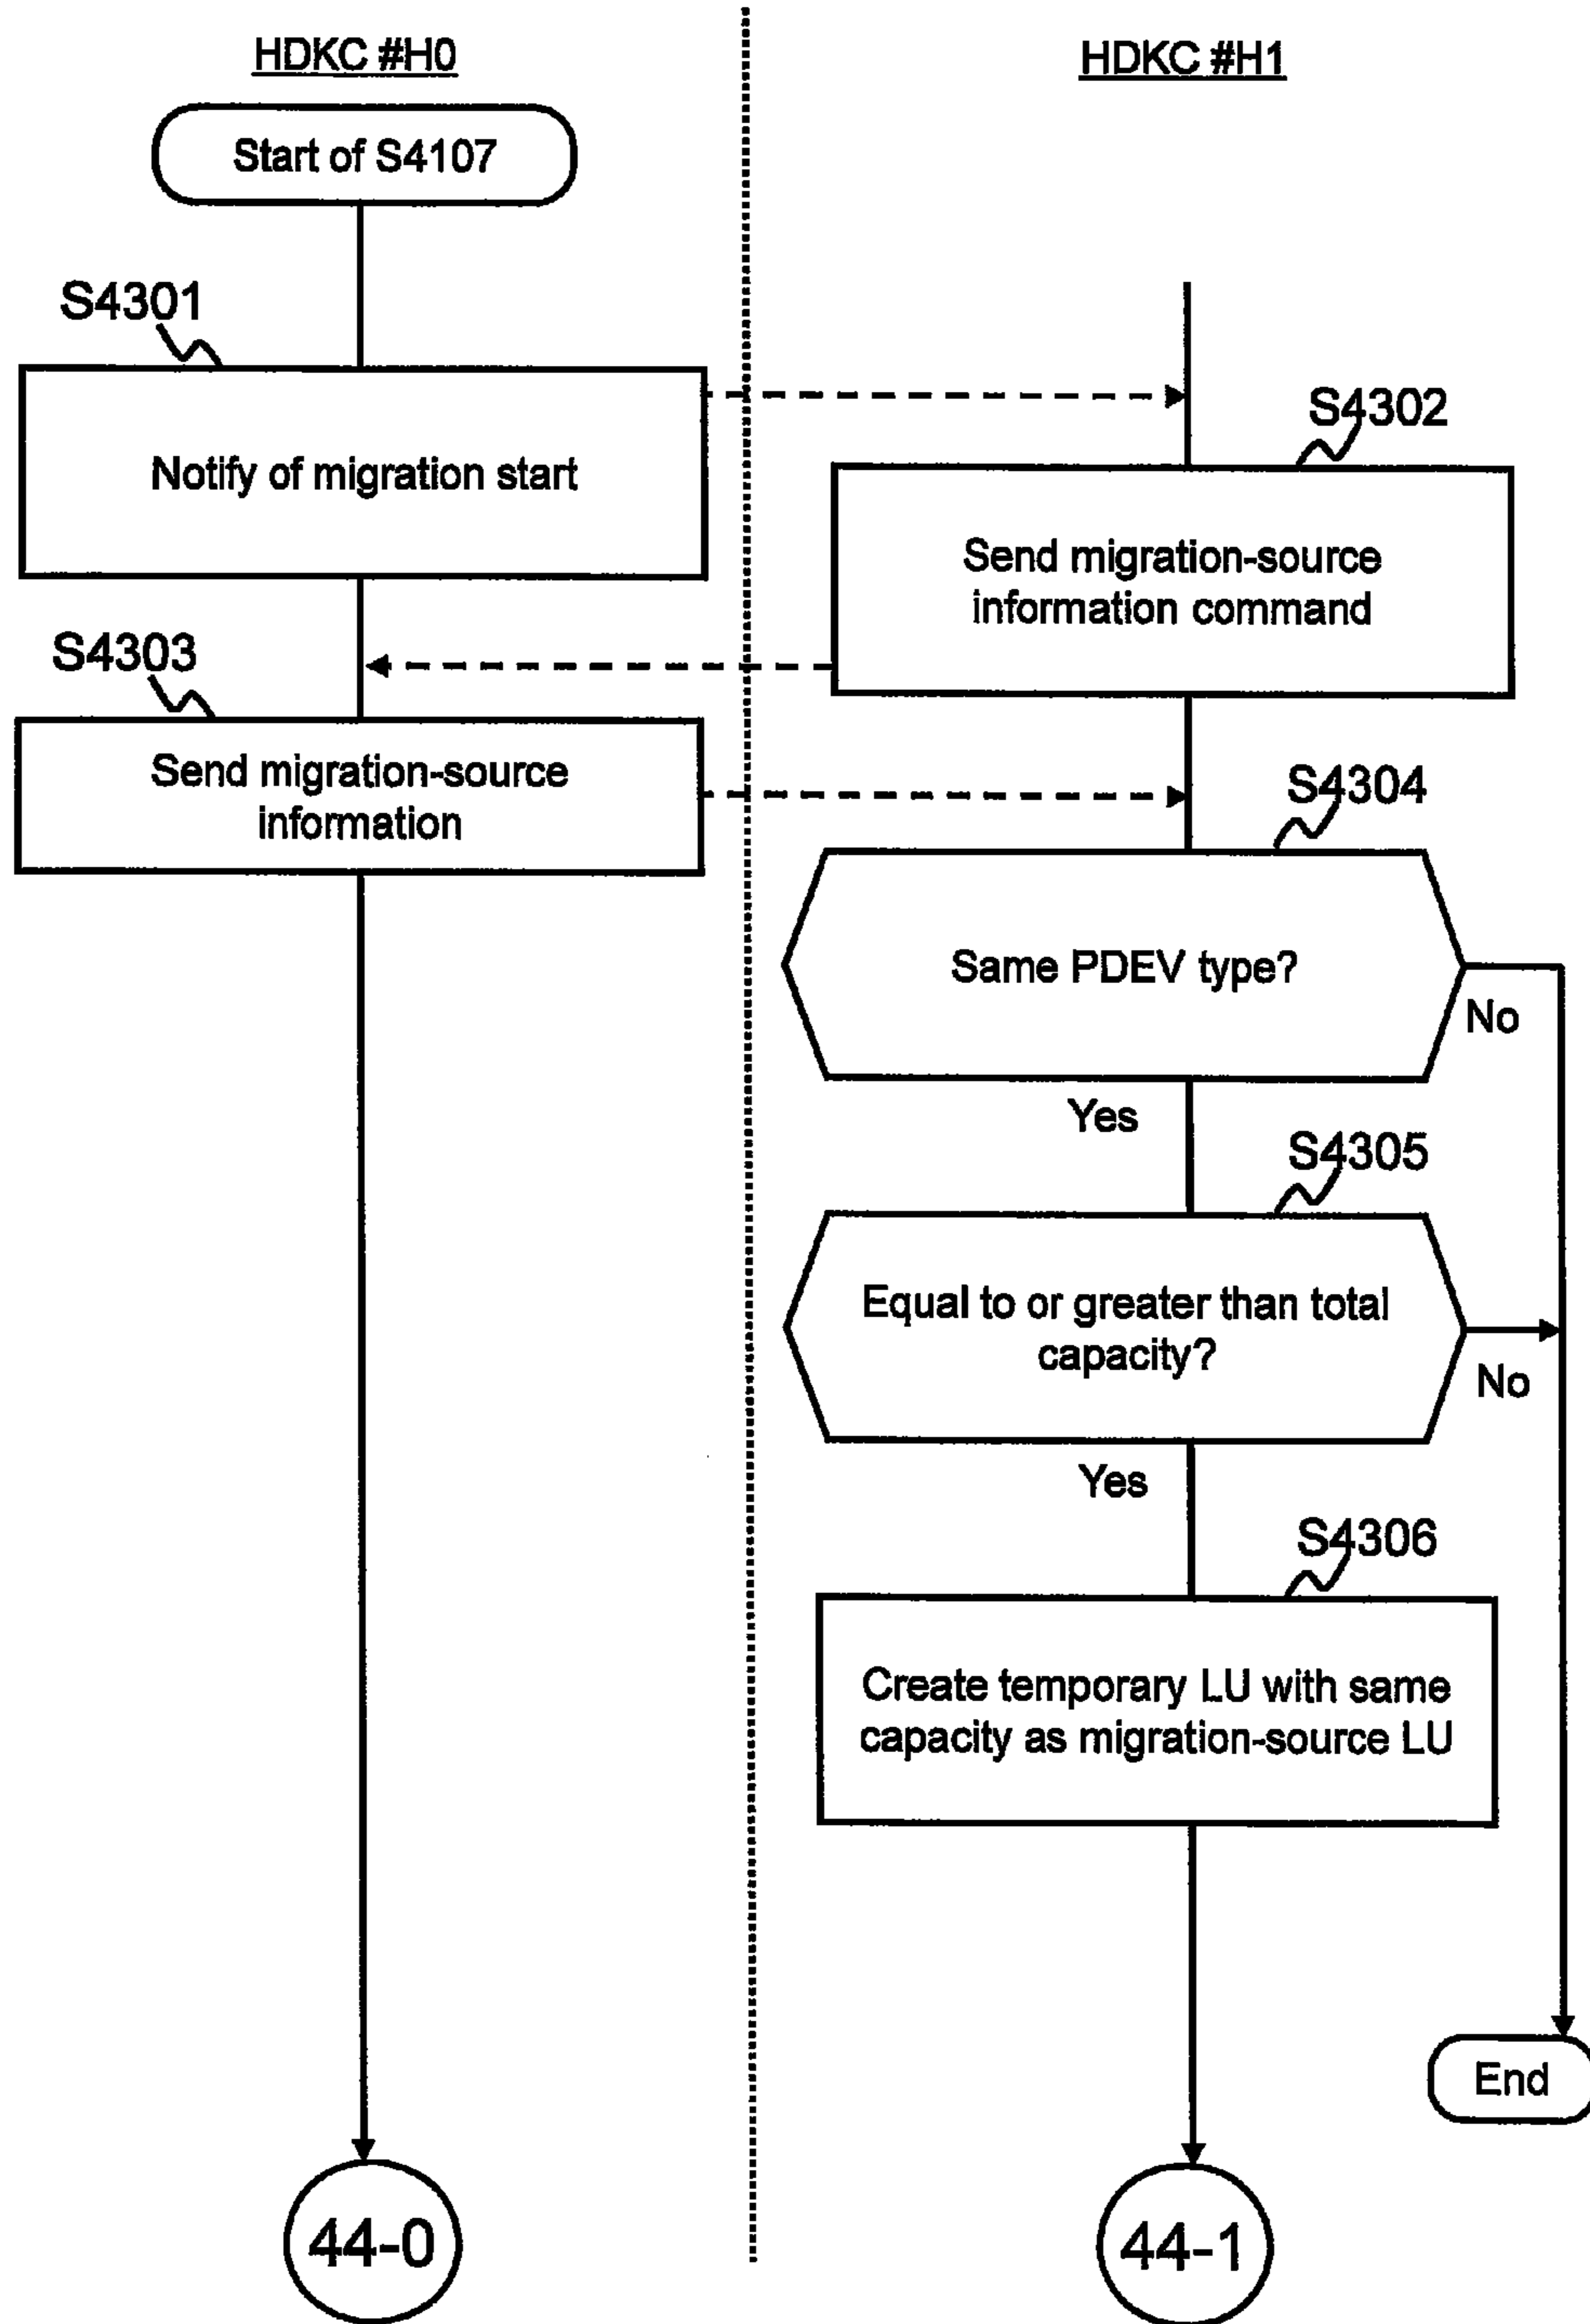 HDKC #H0
HDKC #H1
Start of S4107
S4301
Notify of migration start
S4302
Send migration-source
information command
S4303
Send migration-source
information
S4304
Same PDEV type?
No
Yes
S4305
Equal to or greater than total
capacity?
No
Yes
S4306
Create temporary LU with same
capacity as migration-source LU
End
44-0
44-1